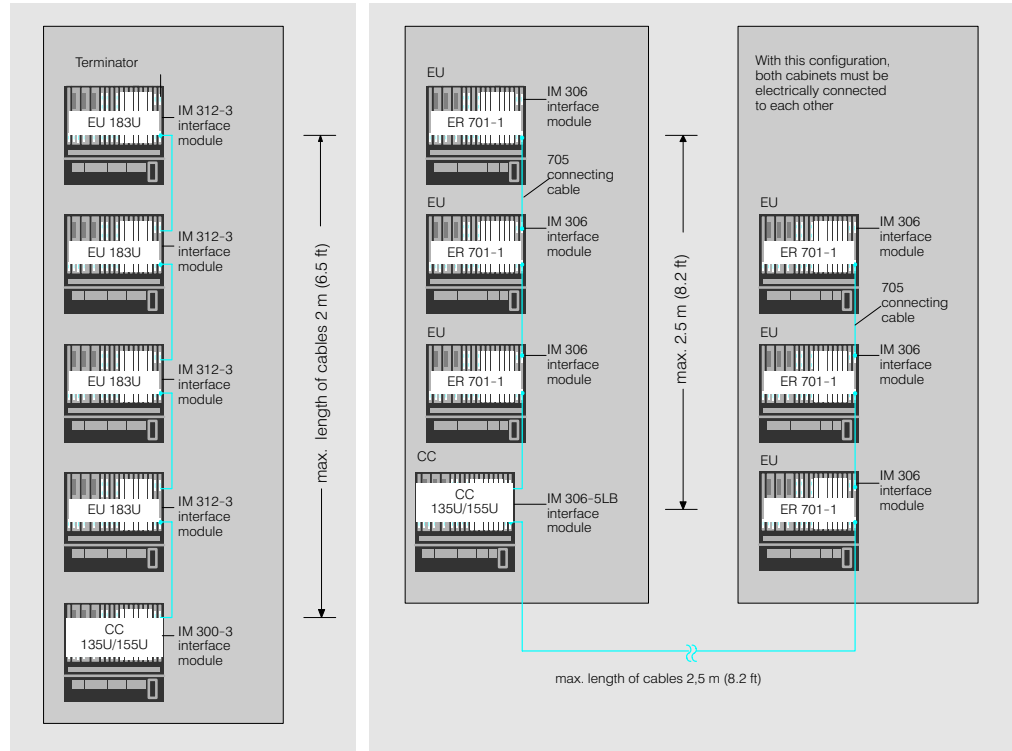 Terminator
EU 183U
IM 312-3
interface
module
EU 183U
IM 312-3
interface
module
EU 183U
IM 312-3
interface
module
EU 183U
IM 312-3
interface
module
CC
135U/155U
IM 300-3
interface
module
max. length of cables 2 m (6.5 ft)
EU
ER 701-1
IM 306
interface
module
705
connecting
cable
EU
ER 701-1
IM 306
interface
module
EU
ER 701-1
IM 306
interface
module
CC
CC
135U/155U
IM 306-5LB
interface
module
max. 2.5 m (8.2 ft)
With this configuration,
both cabinets must be
electrically connected
to each other
EU
ER 701-1
IM 306
interface
module
705
connecting
cable
EU
ER 701-1
IM 306
interface
module
EU
ER 701-1
IM 306
interface
module
max. length of cables 2,5 m (8.2 ft)